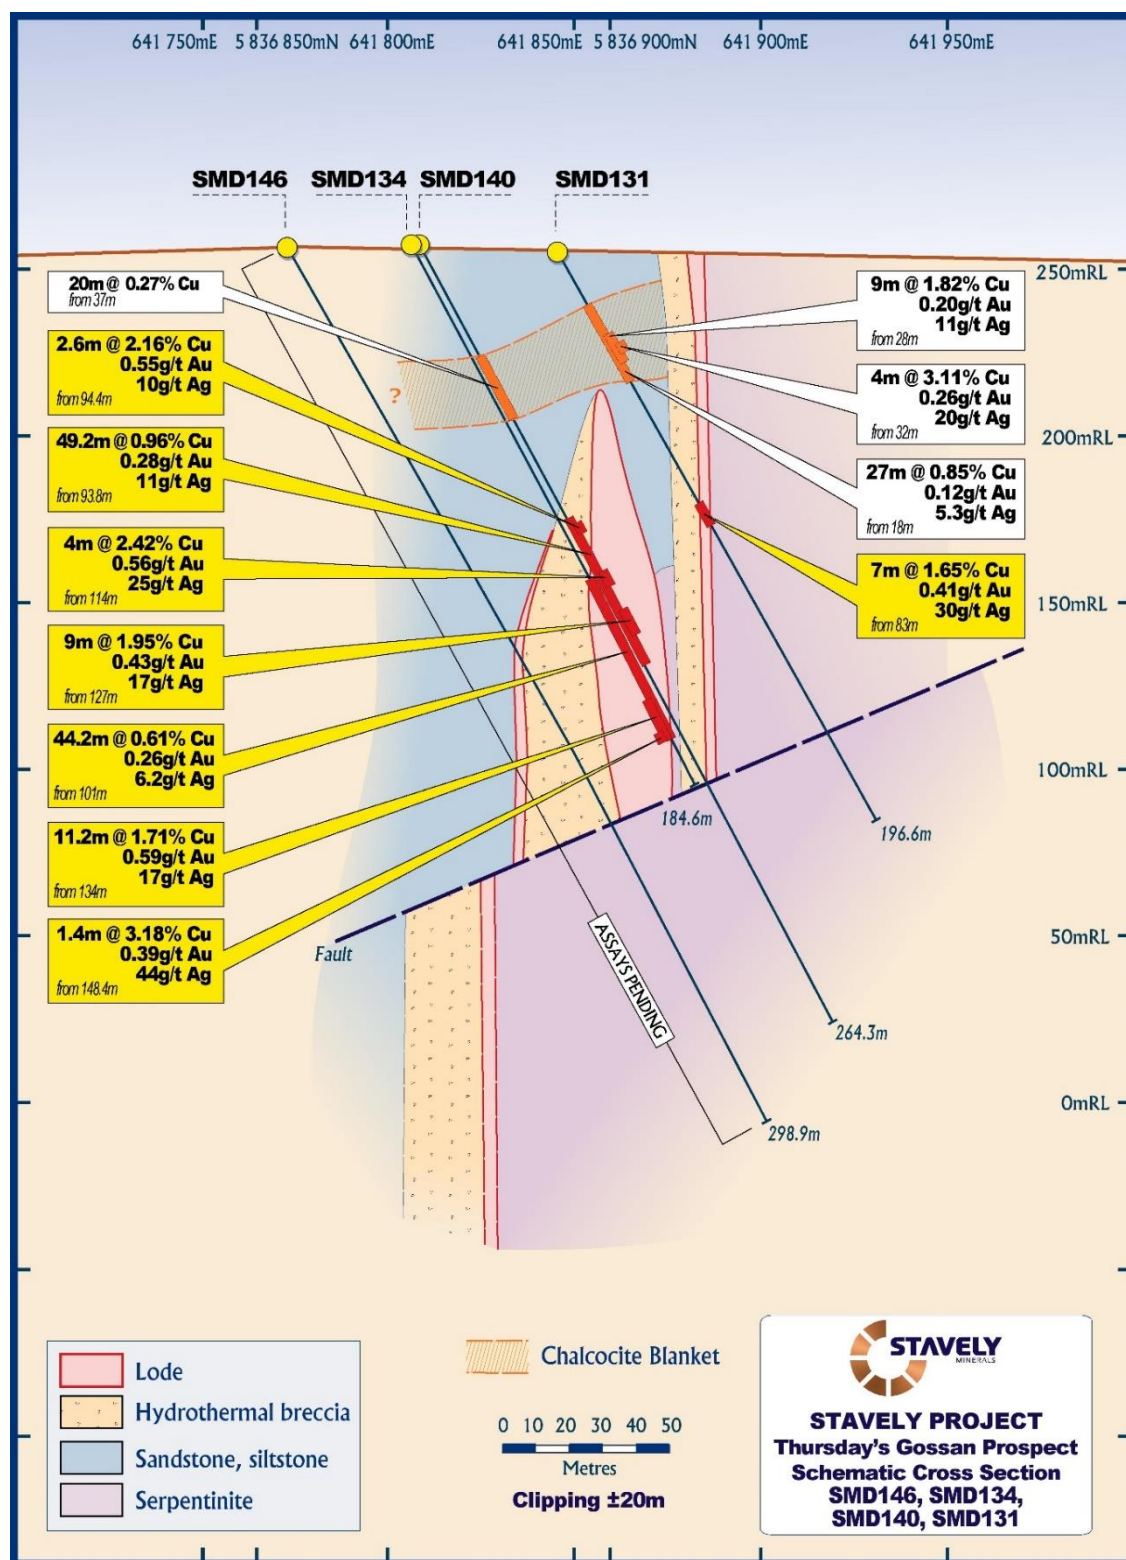 641 750mE 5 836 850mN 641 800mE 641 850mE 5 836 900mN 641 900mE 641 950mE
SMD146 SMD134 SMD140 SMD131
20m @ 0.27% Cu
from 37m
2.6m @ 2.16% Cu
0.55g/t Au
10g/t Ag
from 94.4m
49.2m @ 0.96% Cu
0.28g/t Au
11g/t Ag
from 93.8m
4m @ 2.42% Cu
0.56g/t Au
25g/t Ag
from 114m
9m @ 1.95% Cu
0.43g/t Au
17g/t Ag
from 127m
44.2m @ 0.61% Cu
0.26g/t Au
6.2g/t Ag
from 101m
11.2m @ 1.71% Cu
0.59g/t Au
17g/t Ag
from 134m
1.4m @ 3.18% Cu
0.39g/t Au
44g/t Ag
from 148.4m
?
9m @ 1.82% Cu
0.20g/t Au
11g/t Ag
from 28m
4m @ 3.11% Cu
0.26g/t Au
20g/t Ag
from 32m
27m @ 0.85% Cu
0.12g/t Au
5.3g/t Ag
from 18m
7m @ 1.65% Cu
0.41g/t Au
30g/t Ag
from 83m
250mRL
200mRL
150mRL
100mRL
50mRL
0mRL
184.6m
196.6m
264.3m
298.9m
Fault
ASSAYS PENDING
Lode
Hydrothermal breccia
Sandstone, siltstone
Serpentinite
Chalcocite Blanket
0 10 20 30 40 50
Metres
Clipping ±20m
STAVELY
MINERALS
STAVELY PROJECT
Thursday's Gossan Prospect
Schematic Cross Section
SMD146, SMD134,
SMD140, SMD131